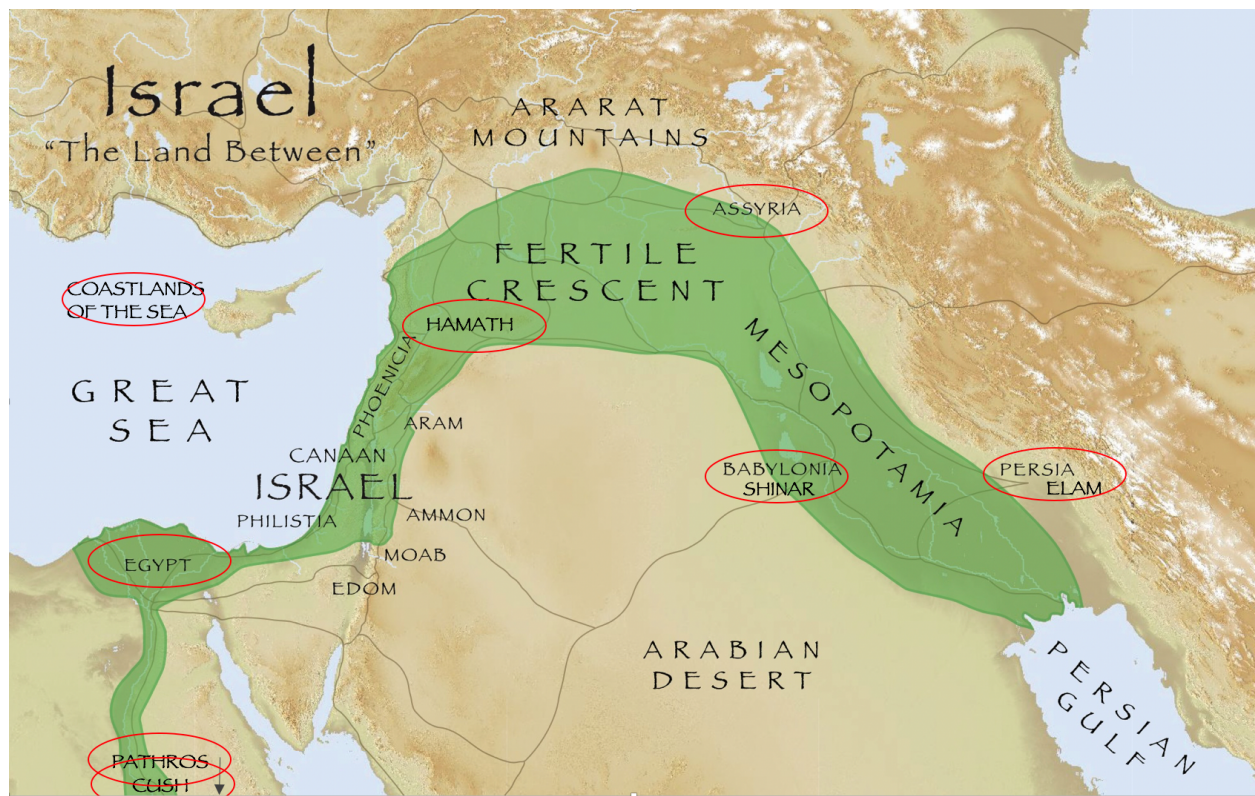 Israel
"The Land Between"
ARARAT
MOUNTAINS
ASSYRIA
FERTILE
CRESCENT
COASTLANDS
OF THE SEA
HAMATH
MESOPOTAMIA
PHOENICIA
GREAT
SEA
ARAM
CANAAN
ISRAEL
BABYLONIA
SHINAR
PERSIA
ELAM
PHILISTIA
AMMON
MOAB
EGYPT
EDOM
ARABIAN
DESERT
PERSIAN
GULF
PATHROS
CUSH